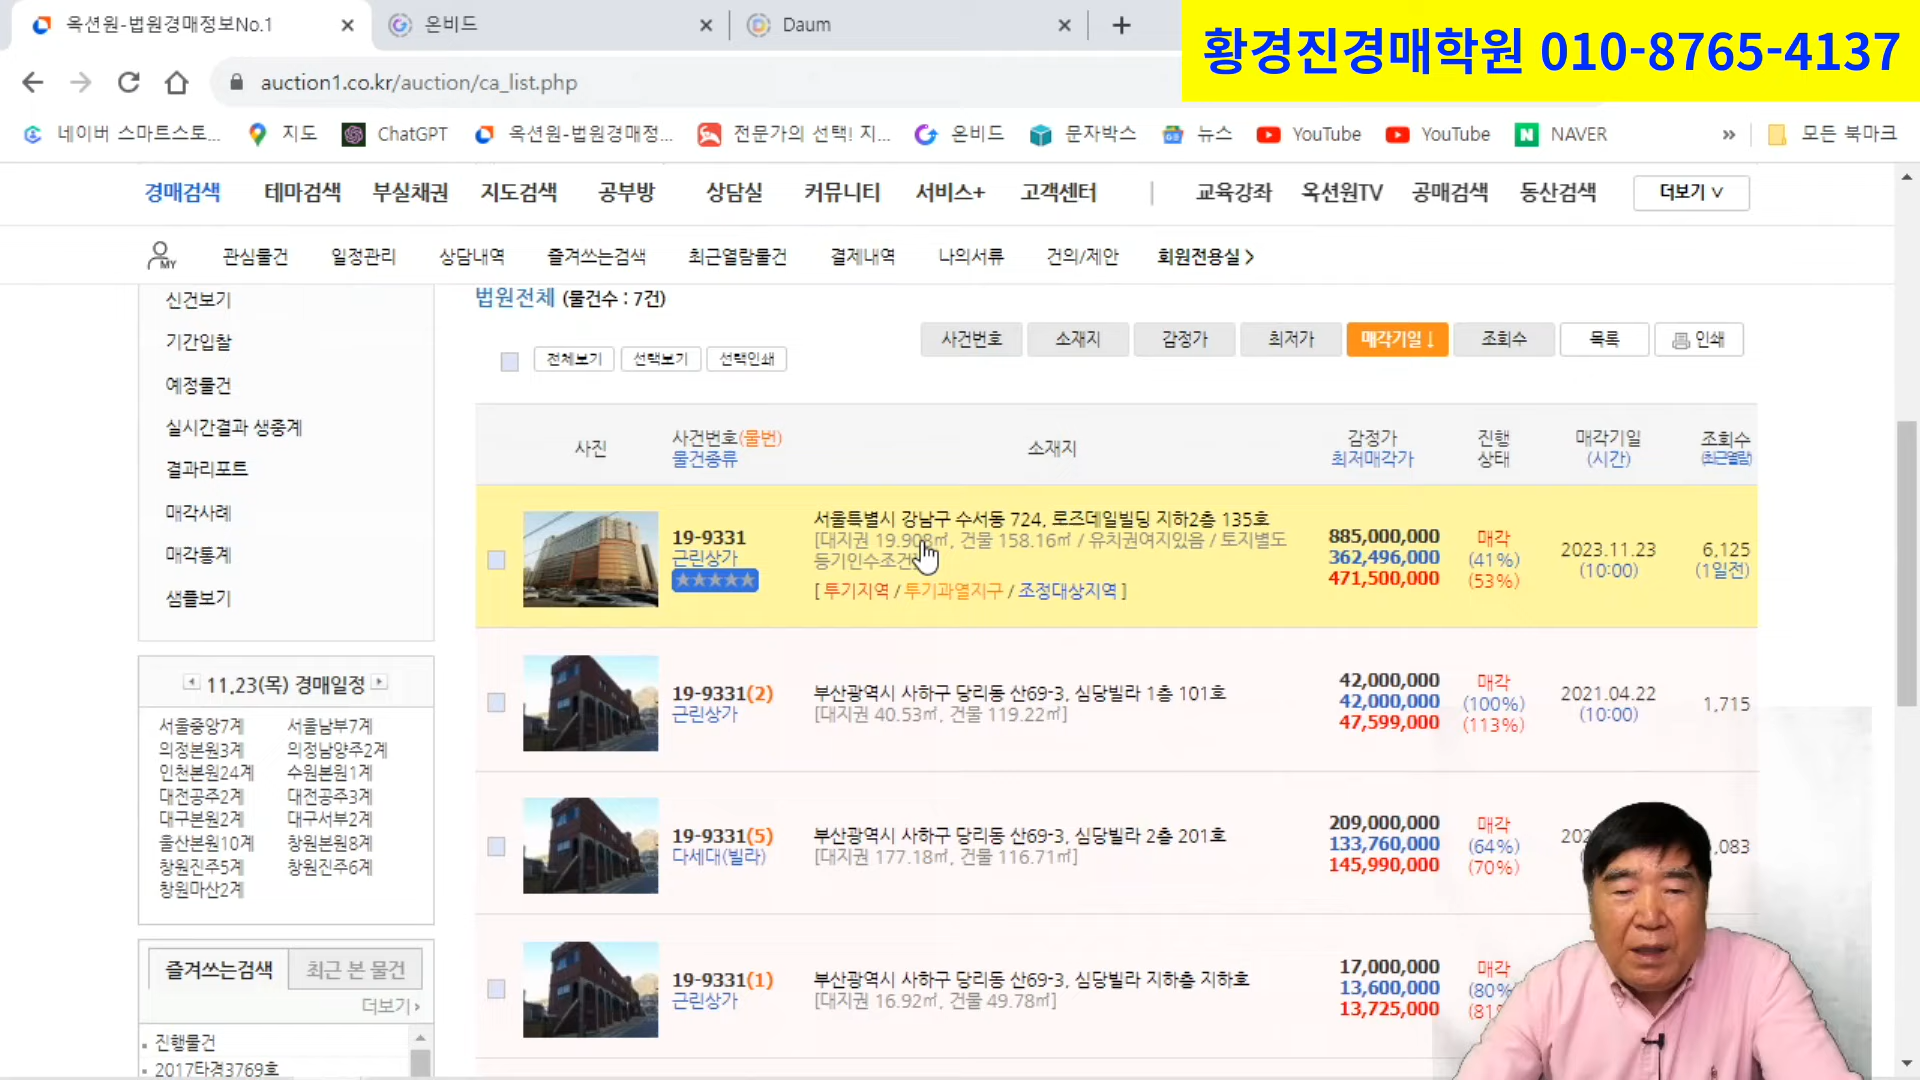 옥션원-법원경매정보No.1
온비드
Daum
황경진경매학원 010-8765-4137
auction1.co.kr/auction/ca_list.php
네이버 스마트스토...
지도
ChatGPT
옥션원-법원경매정...
전문가의 선택! 지...
온비드
문자박스
뉴스
YouTube
YouTube
NAVER
»
모든 북마크
경매검색 테마검색 부실채권 지도검색 공부방 상담실 커뮤니티 서비스+ 고객센터 | 교육강좌 옥션원TV 공매검색 동산검색 더보기 ∨
MY 관심물건 일정관리 상담내역 즐겨쓰는검색 최근열람물건 결제내역 나의서류 건의/제안 회원전용실 >
신건보기
기간입찰
예정물건
실시간결과 생중계
결과리포트
매각사례
매각통계
샘플보기
11.23(목) 경매일정
서울중앙7계 서울남부7계
의정본원3계 의정남양주2계
인천본원24계 수원본원1계
대전공주2계 대전공주3계
대구본원2계 대구서부2계
울산본원10계 창원본원8계
창원진주5계 창원진주6계
창원마산2계
즐겨쓰는검색 최근 본 물건
더보기 ›
진행물건
2017타경3769호
법원전체 (물건수 : 7건)
전체보기 선택보기 선택인쇄
사건번호 소재지 감정가 최저가 매각기일↓ 조회수 목록 인쇄
사진
사건번호(물번)
물건종류
소재지
감정가
최저매각가
진행
상태
매각기일
(시간)
조회수
(최근열람)
19-9331
근린상가
★★★★★
서울특별시 강남구 수서동 724, 로즈데일빌딩 지하2층 135호
[대지권 19.908㎡, 건물 158.16㎡ / 유치권여지있음 / 토지별도
등기인수조건
[ 투기지역 / 투기과열지구 / 조정대상지역 ]
885,000,000
362,496,000
471,500,000
매각
(41%)
(53%)
2023.11.23
(10:00)
6,125
(1일전)
19-9331(2)
근린상가
부산광역시 사하구 당리동 산69-3, 심당빌라 1층 101호
[대지권 40.53㎡, 건물 119.22㎡]
42,000,000
42,000,000
47,599,000
매각
(100%)
(113%)
2021.04.22
(10:00)
1,715
19-9331(5)
다세대(빌라)
부산광역시 사하구 당리동 산69-3, 심당빌라 2층 201호
[대지권 177.18㎡, 건물 116.71㎡]
209,000,000
133,760,000
145,990,000
매각
(64%)
(70%)
,083
19-9331(1)
근린상가
부산광역시 사하구 당리동 산69-3, 심당빌라 지하층 지하호
[대지권 16.92㎡, 건물 49.78㎡]
17,000,000
13,600,000
13,725,000
매각
(80%